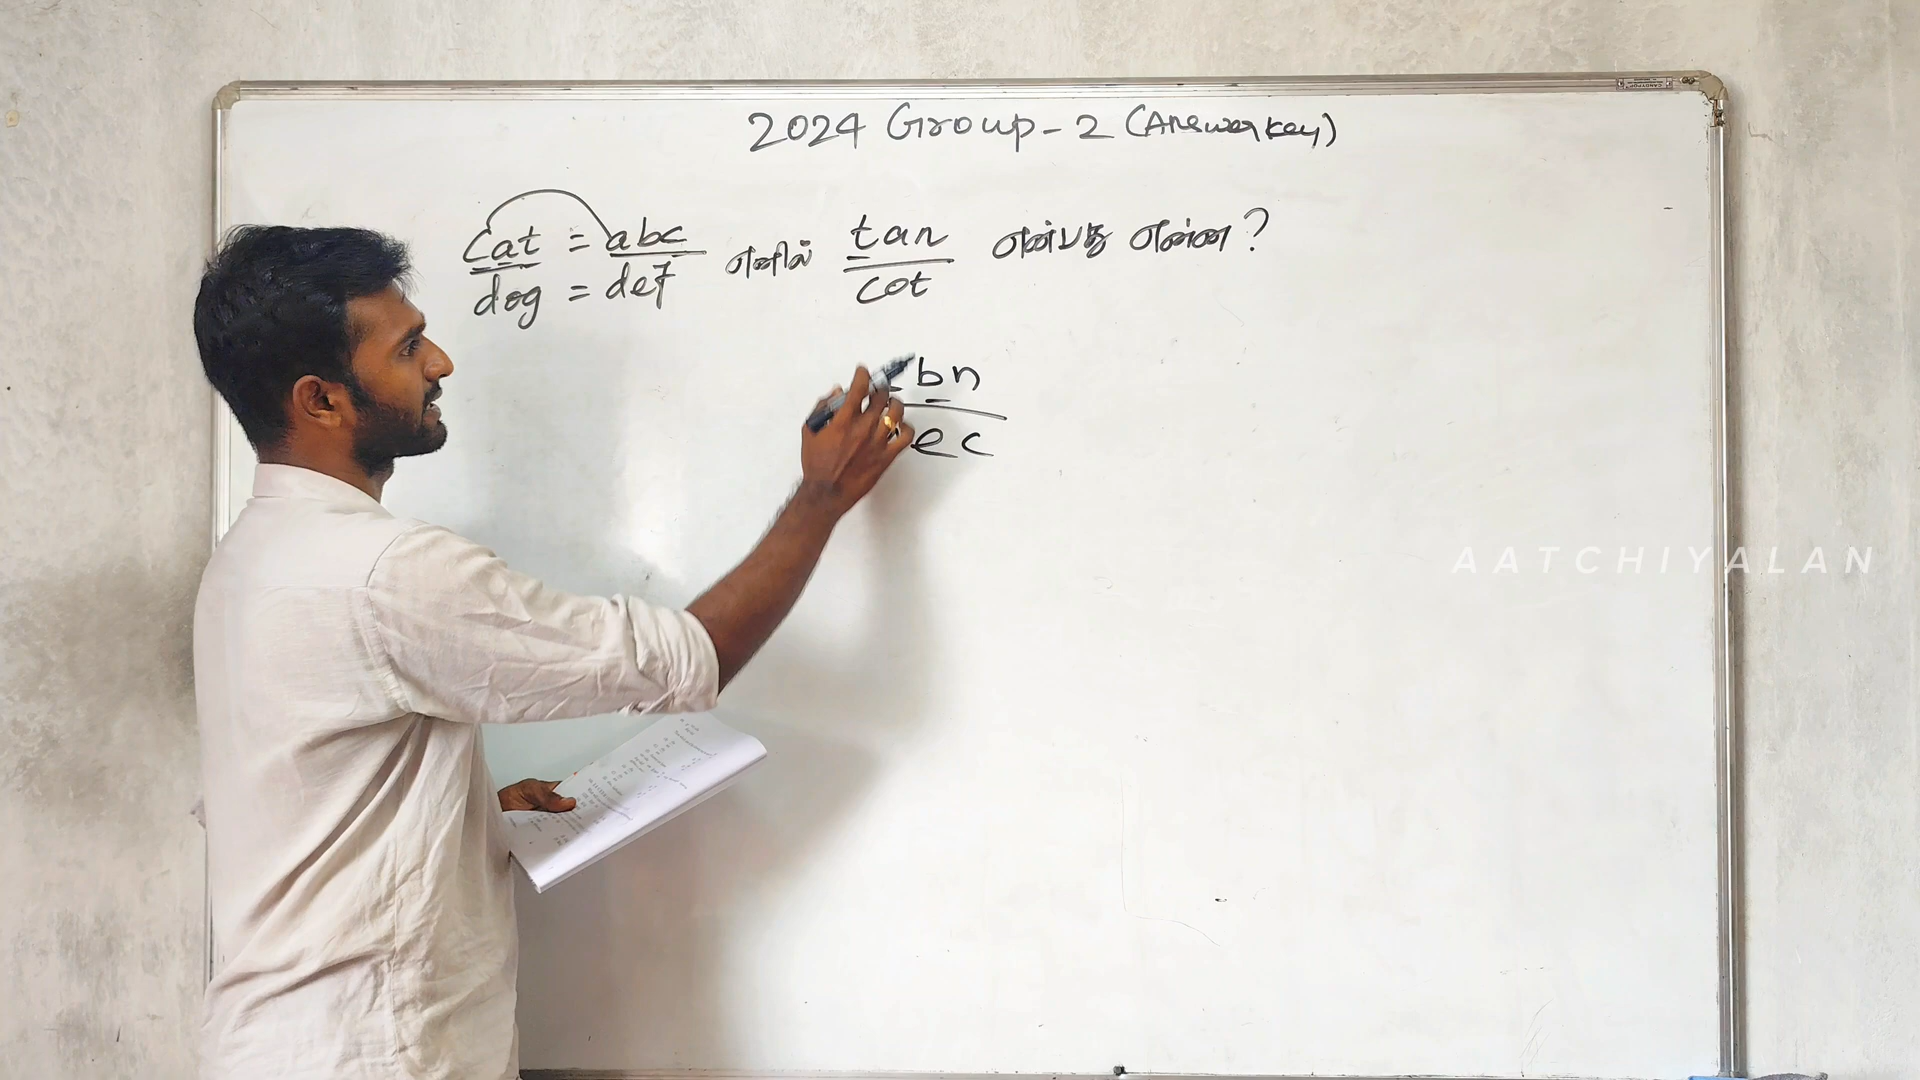 2024 Group - 2 (Answer key)
Cat = abc எனில் tan என்பது என்ன?
dog = def cot
bn
ec
AATCHIYALAN